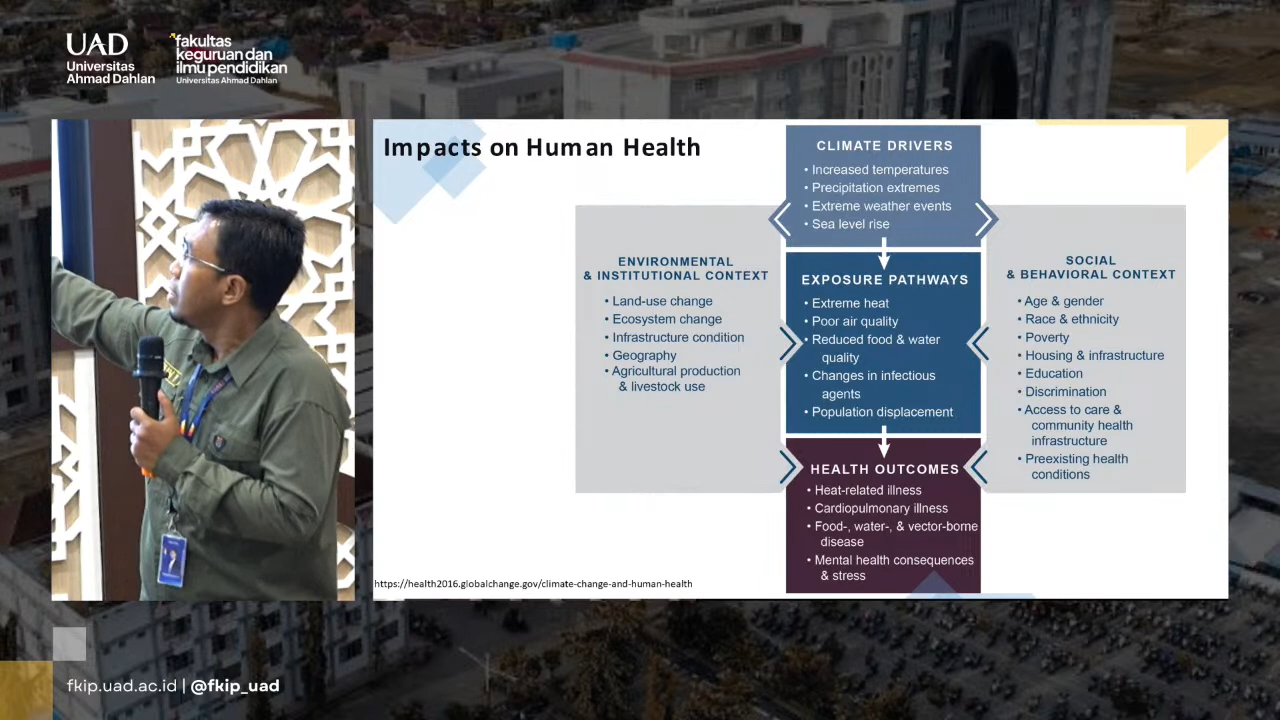 UAD
Universitas
Ahmad Dahlan
fakultas
keguruan dan
ilmu pendidikan
Universitas Ahmad Dahlan
Impacts on Human Health
CLIMATE DRIVERS
• Increased temperatures
• Precipitation extremes
• Extreme weather events
• Sea level rise
ENVIRONMENTAL
& INSTITUTIONAL CONTEXT
• Land-use change
• Ecosystem change
• Infrastructure condition
• Geography
• Agricultural production
& livestock use
EXPOSURE PATHWAYS
• Extreme heat
• Poor air quality
• Reduced food & water
quality
• Changes in infectious
agents
• Population displacement
SOCIAL
& BEHAVIORAL CONTEXT
• Age & gender
• Race & ethnicity
• Poverty
• Housing & infrastructure
• Education
• Discrimination
• Access to care &
community health
infrastructure
• Preexisting health
conditions
HEALTH OUTCOMES
• Heat-related illness
• Cardiopulmonary illness
• Food-, water-, & vector-borne
disease
• Mental health consequences
& stress
https://health2016.globalchange.gov/climate-change-and-human-health
fkip.uad.ac.id | @fkip_uad